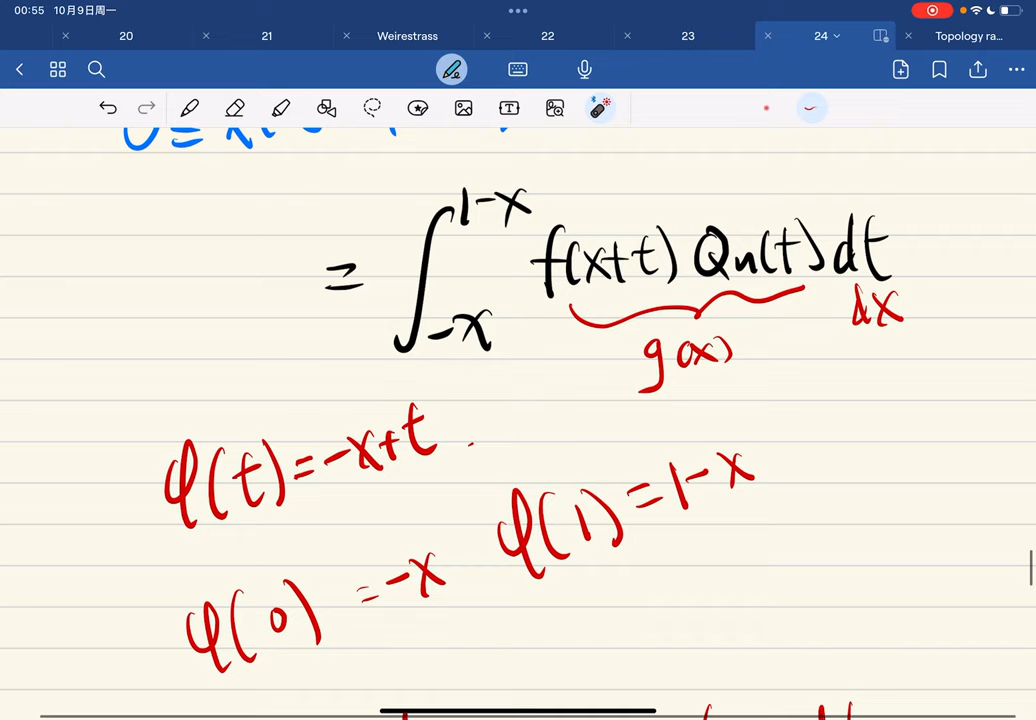 00:55 10月9日周一
20 21 Weirestrass 22 23 24 Topology ra...
= ∫_{-x}^{1-x} f(x+t) Qn(t) dt
dx
g(x)
φ(t)=-x+t
φ(1)=1-x
φ(0)=-x